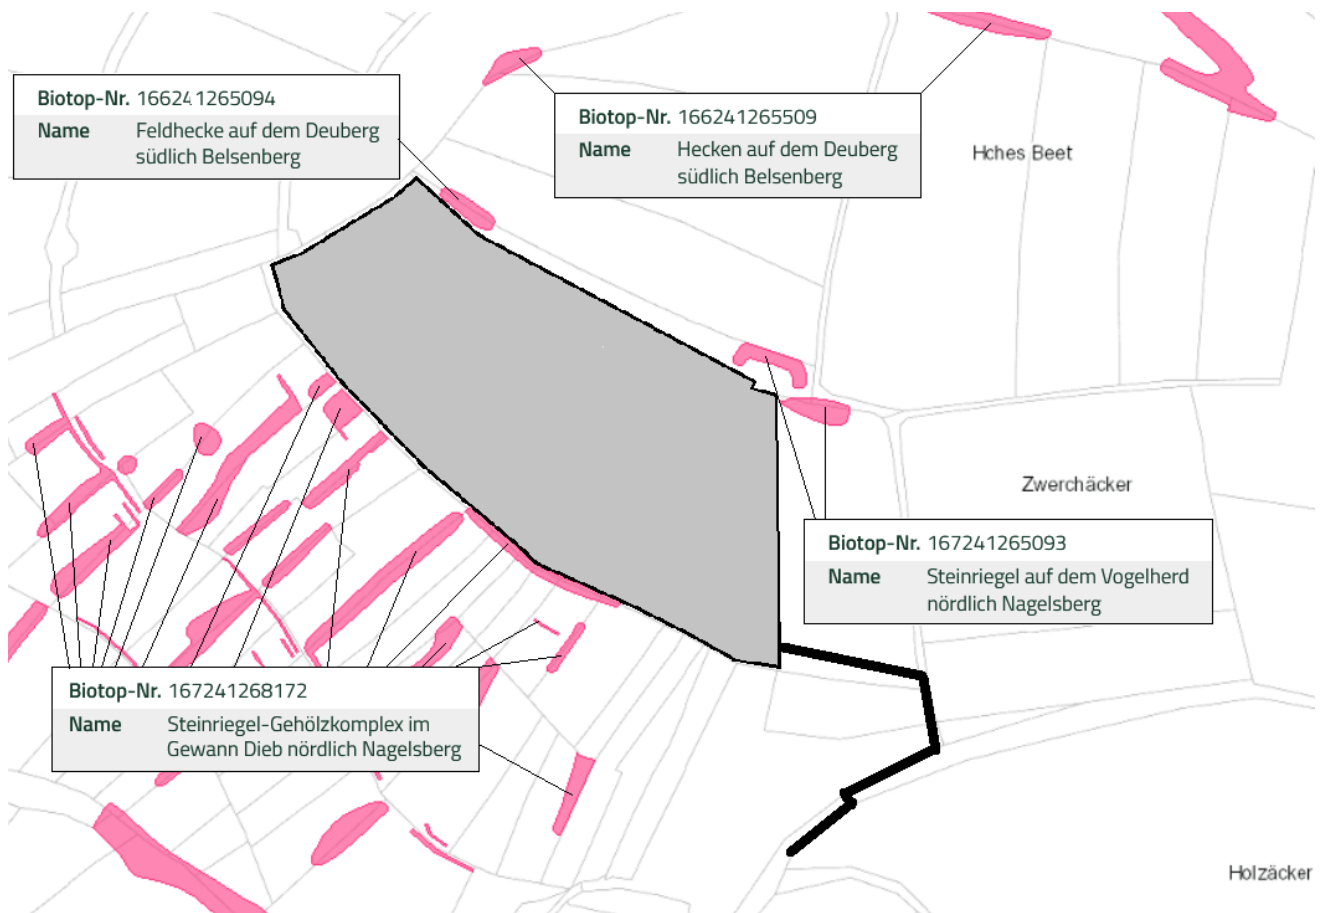 Biotop-Nr. 166241265094
Name Feldhecke auf dem Deuberg
südlich Belsenberg
Biotop-Nr. 166241265509
Name Hecken auf dem Deuberg
südlich Belsenberg
Hches Beet
Zwerchäcker
Biotop-Nr. 167241265093
Name Steinriegel auf dem Vogelherd
nördlich Nagelsberg
Biotop-Nr. 167241268172
Name Steinriegel-Gehölzkomplex im
Gewann Dieb nördlich Nagelsberg
Holzäcker